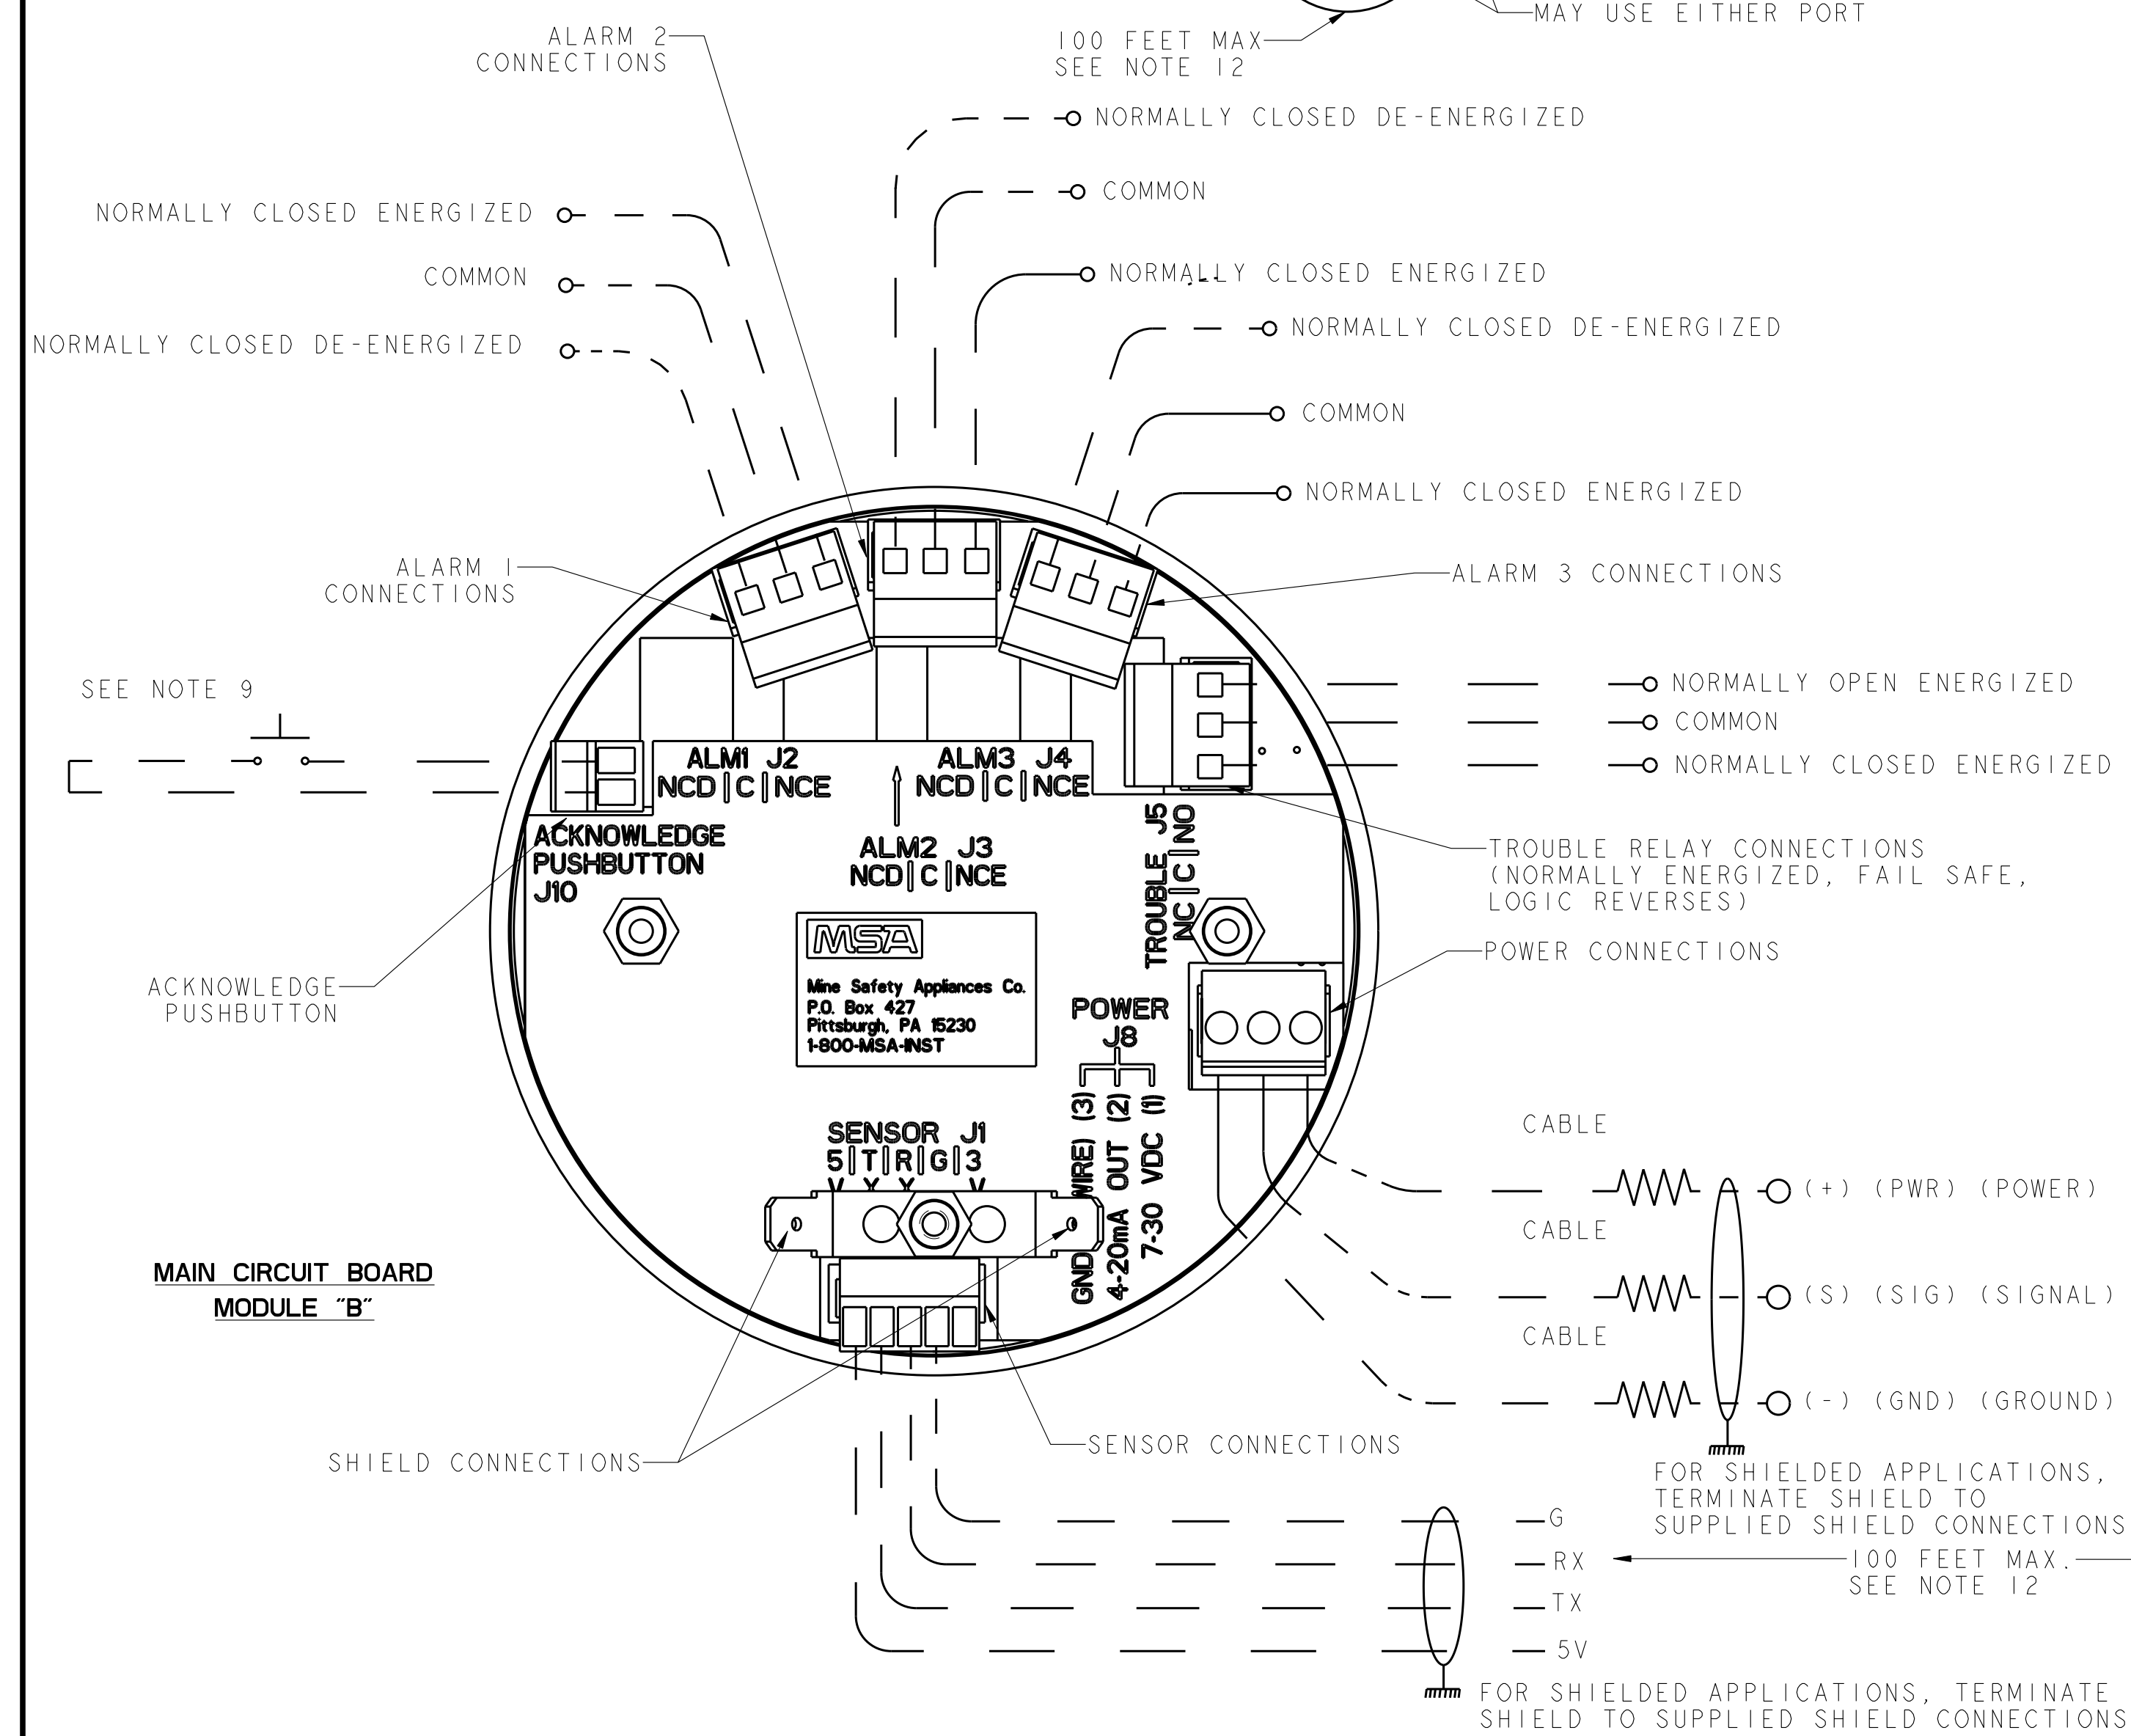 MAY USE EITHER PORT
100 FEET MAX
SEE NOTE 12
ALARM 2
CONNECTIONS
NORMALLY CLOSED DE-ENERGIZED
COMMON
NORMALLY CLOSED ENERGIZED
NORMALLY CLOSED ENERGIZED
COMMON
NORMALLY CLOSED DE-ENERGIZED
NORMALLY CLOSED DE-ENERGIZED
COMMON
NORMALLY CLOSED ENERGIZED
ALARM 1
CONNECTIONS
ALARM 3 CONNECTIONS
SEE NOTE 9
NORMALLY OPEN ENERGIZED
COMMON
NORMALLY CLOSED ENERGIZED
ALM1 J2
NCD|C|NCE
ALM3 J4
NCD|C|NCE
ALM2 J3
NCD|C|NCE
ACKNOWLEDGE
PUSHBUTTON
J10
TROUBLE J5
NC|C|NO
TROUBLE RELAY CONNECTIONS
(NORMALLY ENERGIZED, FAIL SAFE,
LOGIC REVERSES)
POWER CONNECTIONS
ACKNOWLEDGE
PUSHBUTTON
MSA
Mine Safety Appliances Co.
P.O. Box 427
Pittsburgh, PA 15230
1-800-MSA-INST
POWER
J8
GND WIRE) (3)
4-20mA OUT (2)
7-30 VDC (1)
SENSOR J1
5|T|R|G|3
V Y Y V
MAIN CIRCUIT BOARD
MODULE "B"
CABLE
(+) (PWR) (POWER)
CABLE
(S) (SIG) (SIGNAL)
CABLE
(-) (GND) (GROUND)
SHIELD CONNECTIONS
SENSOR CONNECTIONS
FOR SHIELDED APPLICATIONS,
TERMINATE SHIELD TO
SUPPLIED SHIELD CONNECTIONS
G
RX
TX
5V
100 FEET MAX.
SEE NOTE 12
FOR SHIELDED APPLICATIONS, TERMINATE
SHIELD TO SUPPLIED SHIELD CONNECTIONS